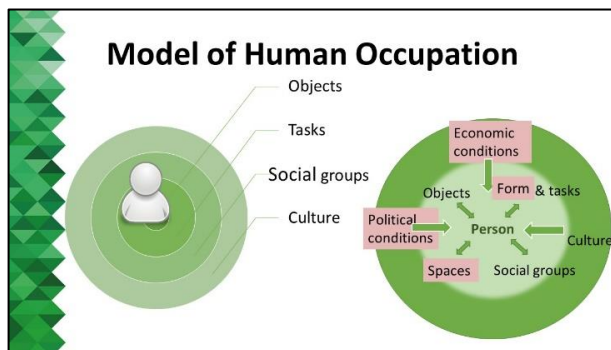 Model of Human Occupation
Objects
Tasks
Social groups
Culture
Economic
conditions
Objects
Form & tasks
Political
conditions
Person
Culture
Spaces
Social groups